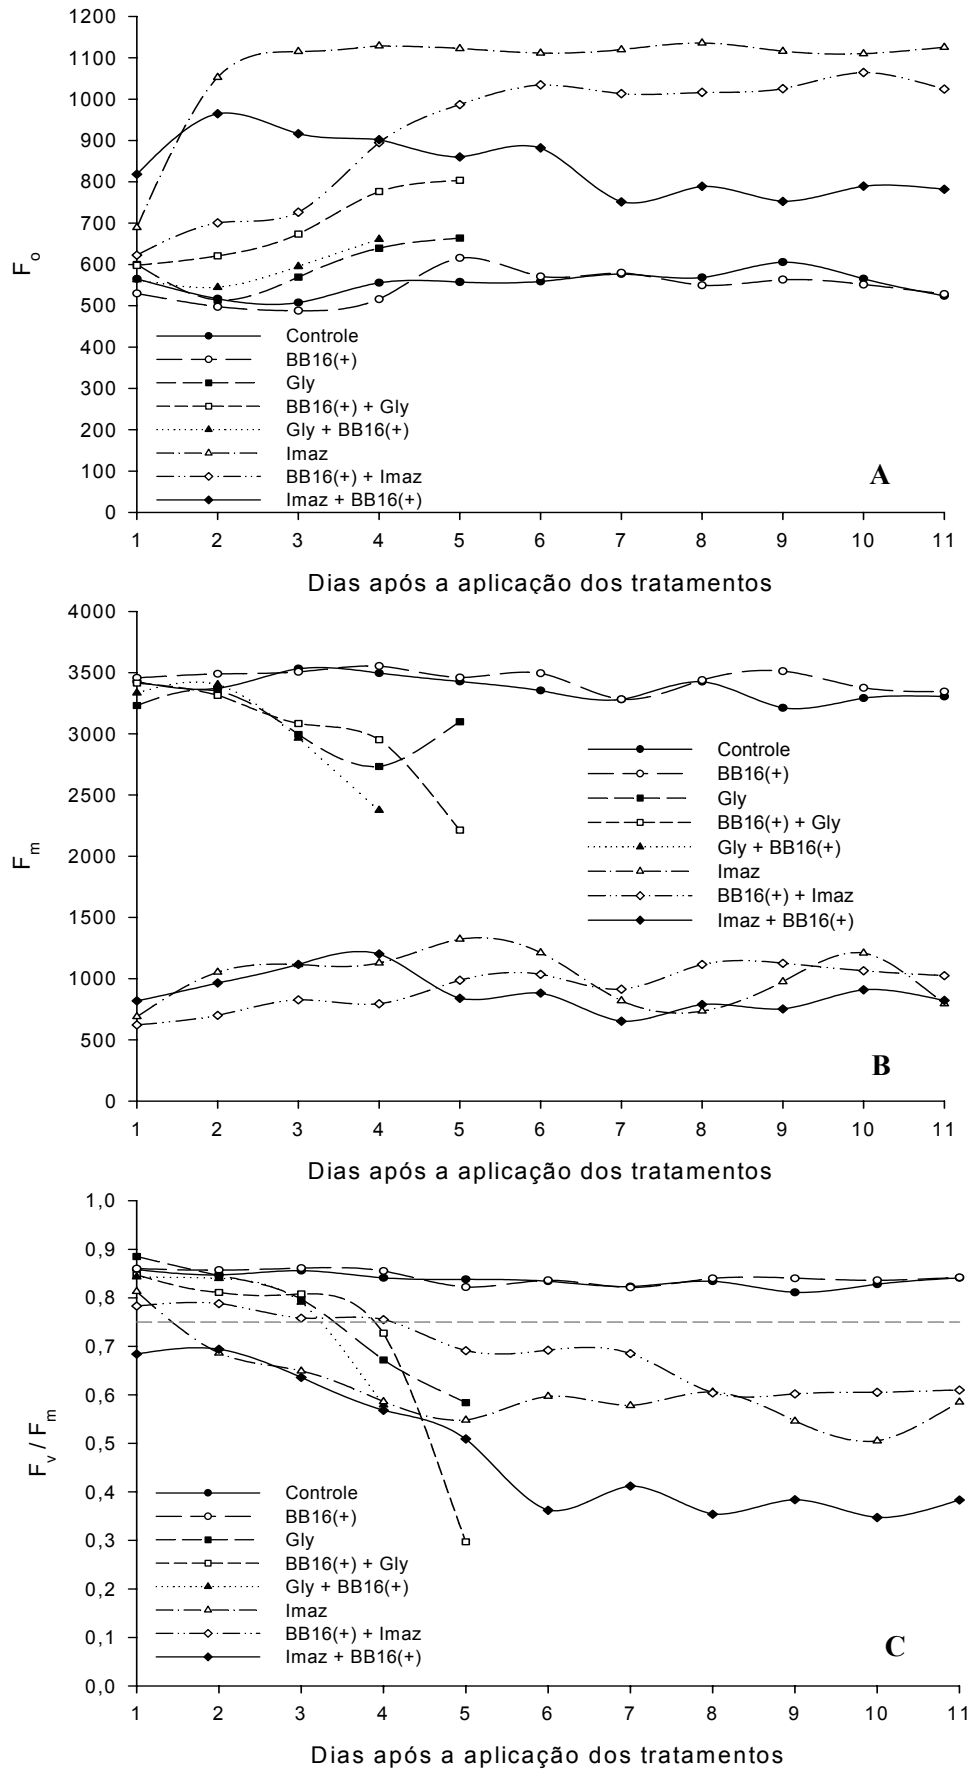 1200
1100
1000
900
800
700
600
500
400
300
200
100
0
F_o
Controle
BB16(+)
Gly
BB16(+) + Gly
Gly + BB16(+)
Imaz
BB16(+) + Imaz
Imaz + BB16(+)
A
1 2 3 4 5 6 7 8 9 10 11
Dias após a aplicação dos tratamentos
4000
3500
3000
2500
2000
1500
1000
500
0
F_m
Controle
BB16(+)
Gly
BB16(+) + Gly
Gly + BB16(+)
Imaz
BB16(+) + Imaz
Imaz + BB16(+)
B
1 2 3 4 5 6 7 8 9 10 11
Dias após a aplicação dos tratamentos
1,0
0,9
0,8
0,7
0,6
0,5
0,4
0,3
0,2
0,1
0,0
F_v / F_m
Controle
BB16(+)
Gly
BB16(+) + Gly
Gly + BB16(+)
Imaz
BB16(+) + Imaz
Imaz + BB16(+)
C
1 2 3 4 5 6 7 8 9 10 11
Dias após a aplicação dos tratamentos